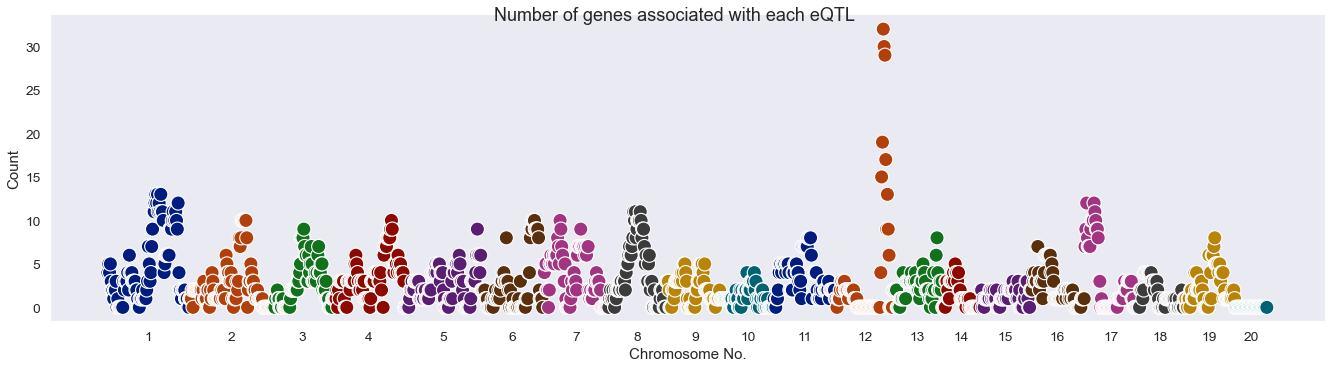 Number of genes associated with each eQTL
30
25
20
15
10
5
0
Count
1 2 3 4 5 6 7 8 9 10 11 12 13 14 15 16 17 18 19 20
Chromosome No.